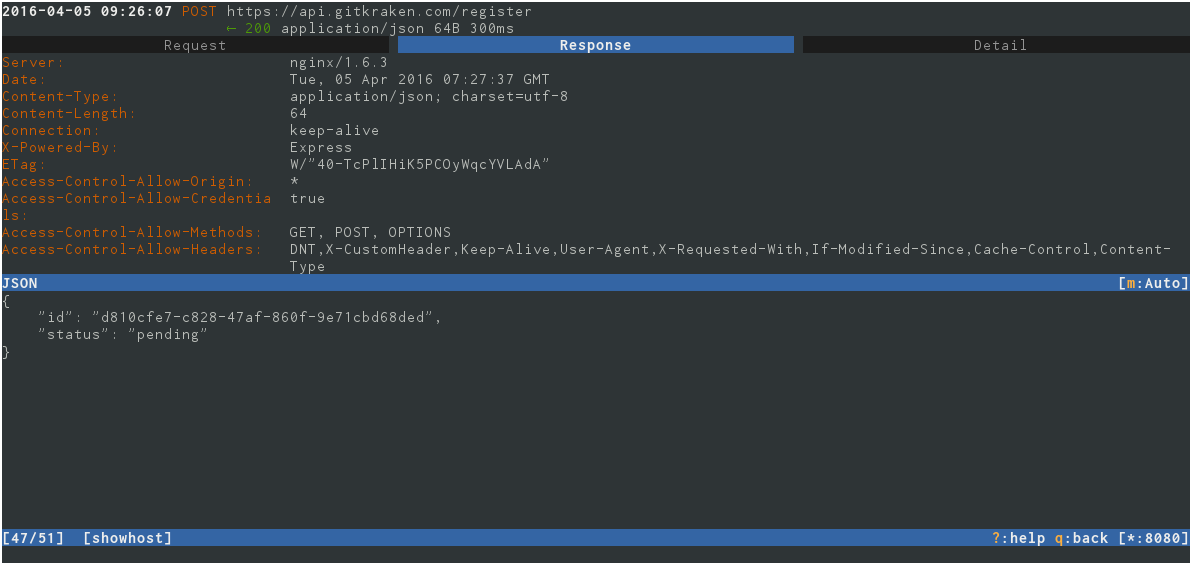 2016-04-05 09:26:07 POST https://api.gitkraken.com/register
← 200 application/json 64B 300ms
Request Response Detail
Server: nginx/1.6.3
Date: Tue, 05 Apr 2016 07:27:37 GMT
Content-Type: application/json; charset=utf-8
Content-Length: 64
Connection: keep-alive
X-Powered-By: Express
ETag: W/"40-TcPlIHiK5PCOyWqcYVLAdA"
Access-Control-Allow-Origin: *
Access-Control-Allow-Credentia true
ls:
Access-Control-Allow-Methods: GET, POST, OPTIONS
Access-Control-Allow-Headers: DNT,X-CustomHeader,Keep-Alive,User-Agent,X-Requested-With,If-Modified-Since,Cache-Control,Content-
Type
JSON [m:Auto]
{
    "id": "d810cfe7-c828-47af-860f-9e71cbd68ded",
    "status": "pending"
}
[47/51] [showhost] ?:help q:back [*:8080]